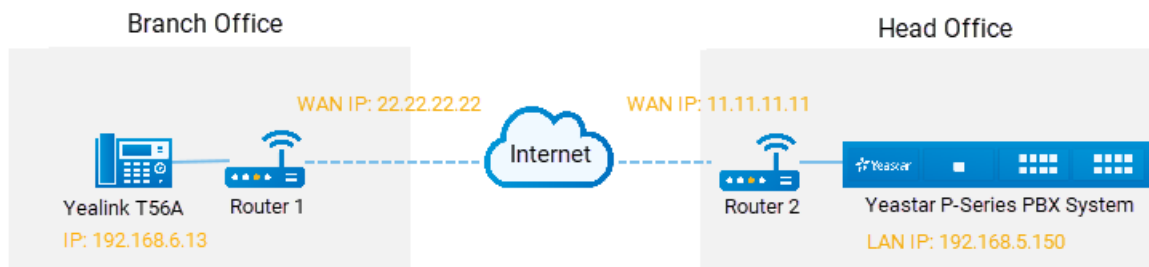 Branch Office
Head Office
WAN IP: 22.22.22.22
WAN IP: 11.11.11.11
Internet
Yeastar
Yealink T56A
Router 1
Router 2
Yeastar P-Series PBX System
IP: 192.168.6.13
LAN IP: 192.168.5.150